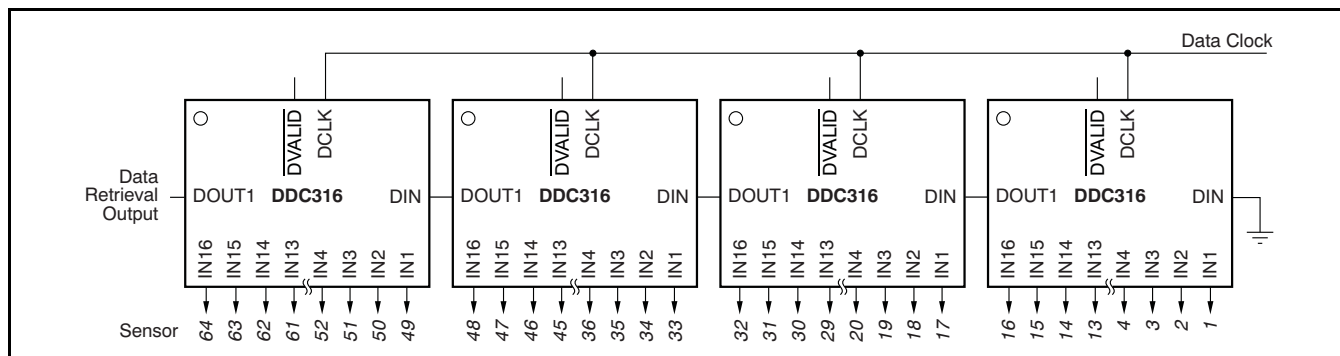 Data Clock
DVALID DCLK DVALID DCLK DVALID DCLK DVALID DCLK
Data
Retrieval
Output
DOUT1 DDC316 DIN DOUT1 DDC316 DIN DOUT1 DDC316 DIN DOUT1 DDC316 DIN
IN16 IN15 IN14 IN13 IN4 IN3 IN2 IN1 IN16 IN15 IN14 IN13 IN4 IN3 IN2 IN1 IN16 IN15 IN14 IN13 IN4 IN3 IN2 IN1 IN16 IN15 IN14 IN13 IN4 IN3 IN2 IN1
Sensor 64 63 62 61 52 51 50 49 48 47 46 45 36 35 34 33 32 31 30 29 20 19 18 17 16 15 14 13 4 3 2 1